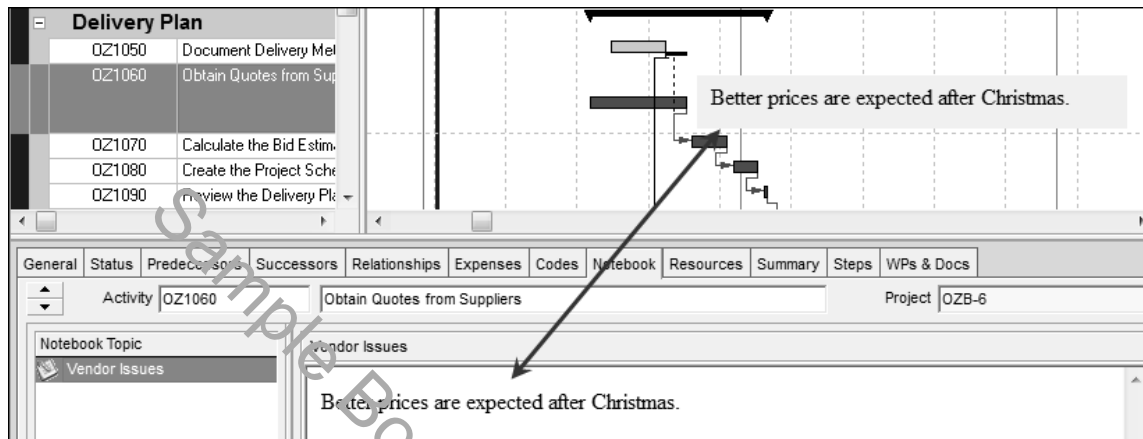 Delivery Plan
OZ1050 Document Delivery Met
OZ1060 Obtain Quotes from Sup
Better prices are expected after Christmas.
OZ1070 Calculate the Bid Estim
OZ1080 Create the Project Sche
OZ1090 Review the Delivery Pla
General Status Predecessors Successors Relationships Expenses Codes Notebook Resources Summary Steps WPs & Docs
Activity OZ1060 Obtain Quotes from Suppliers Project OZB-6
Notebook Topic Vendor Issues
Vendor Issues
Better prices are expected after Christmas.
Sample Bo